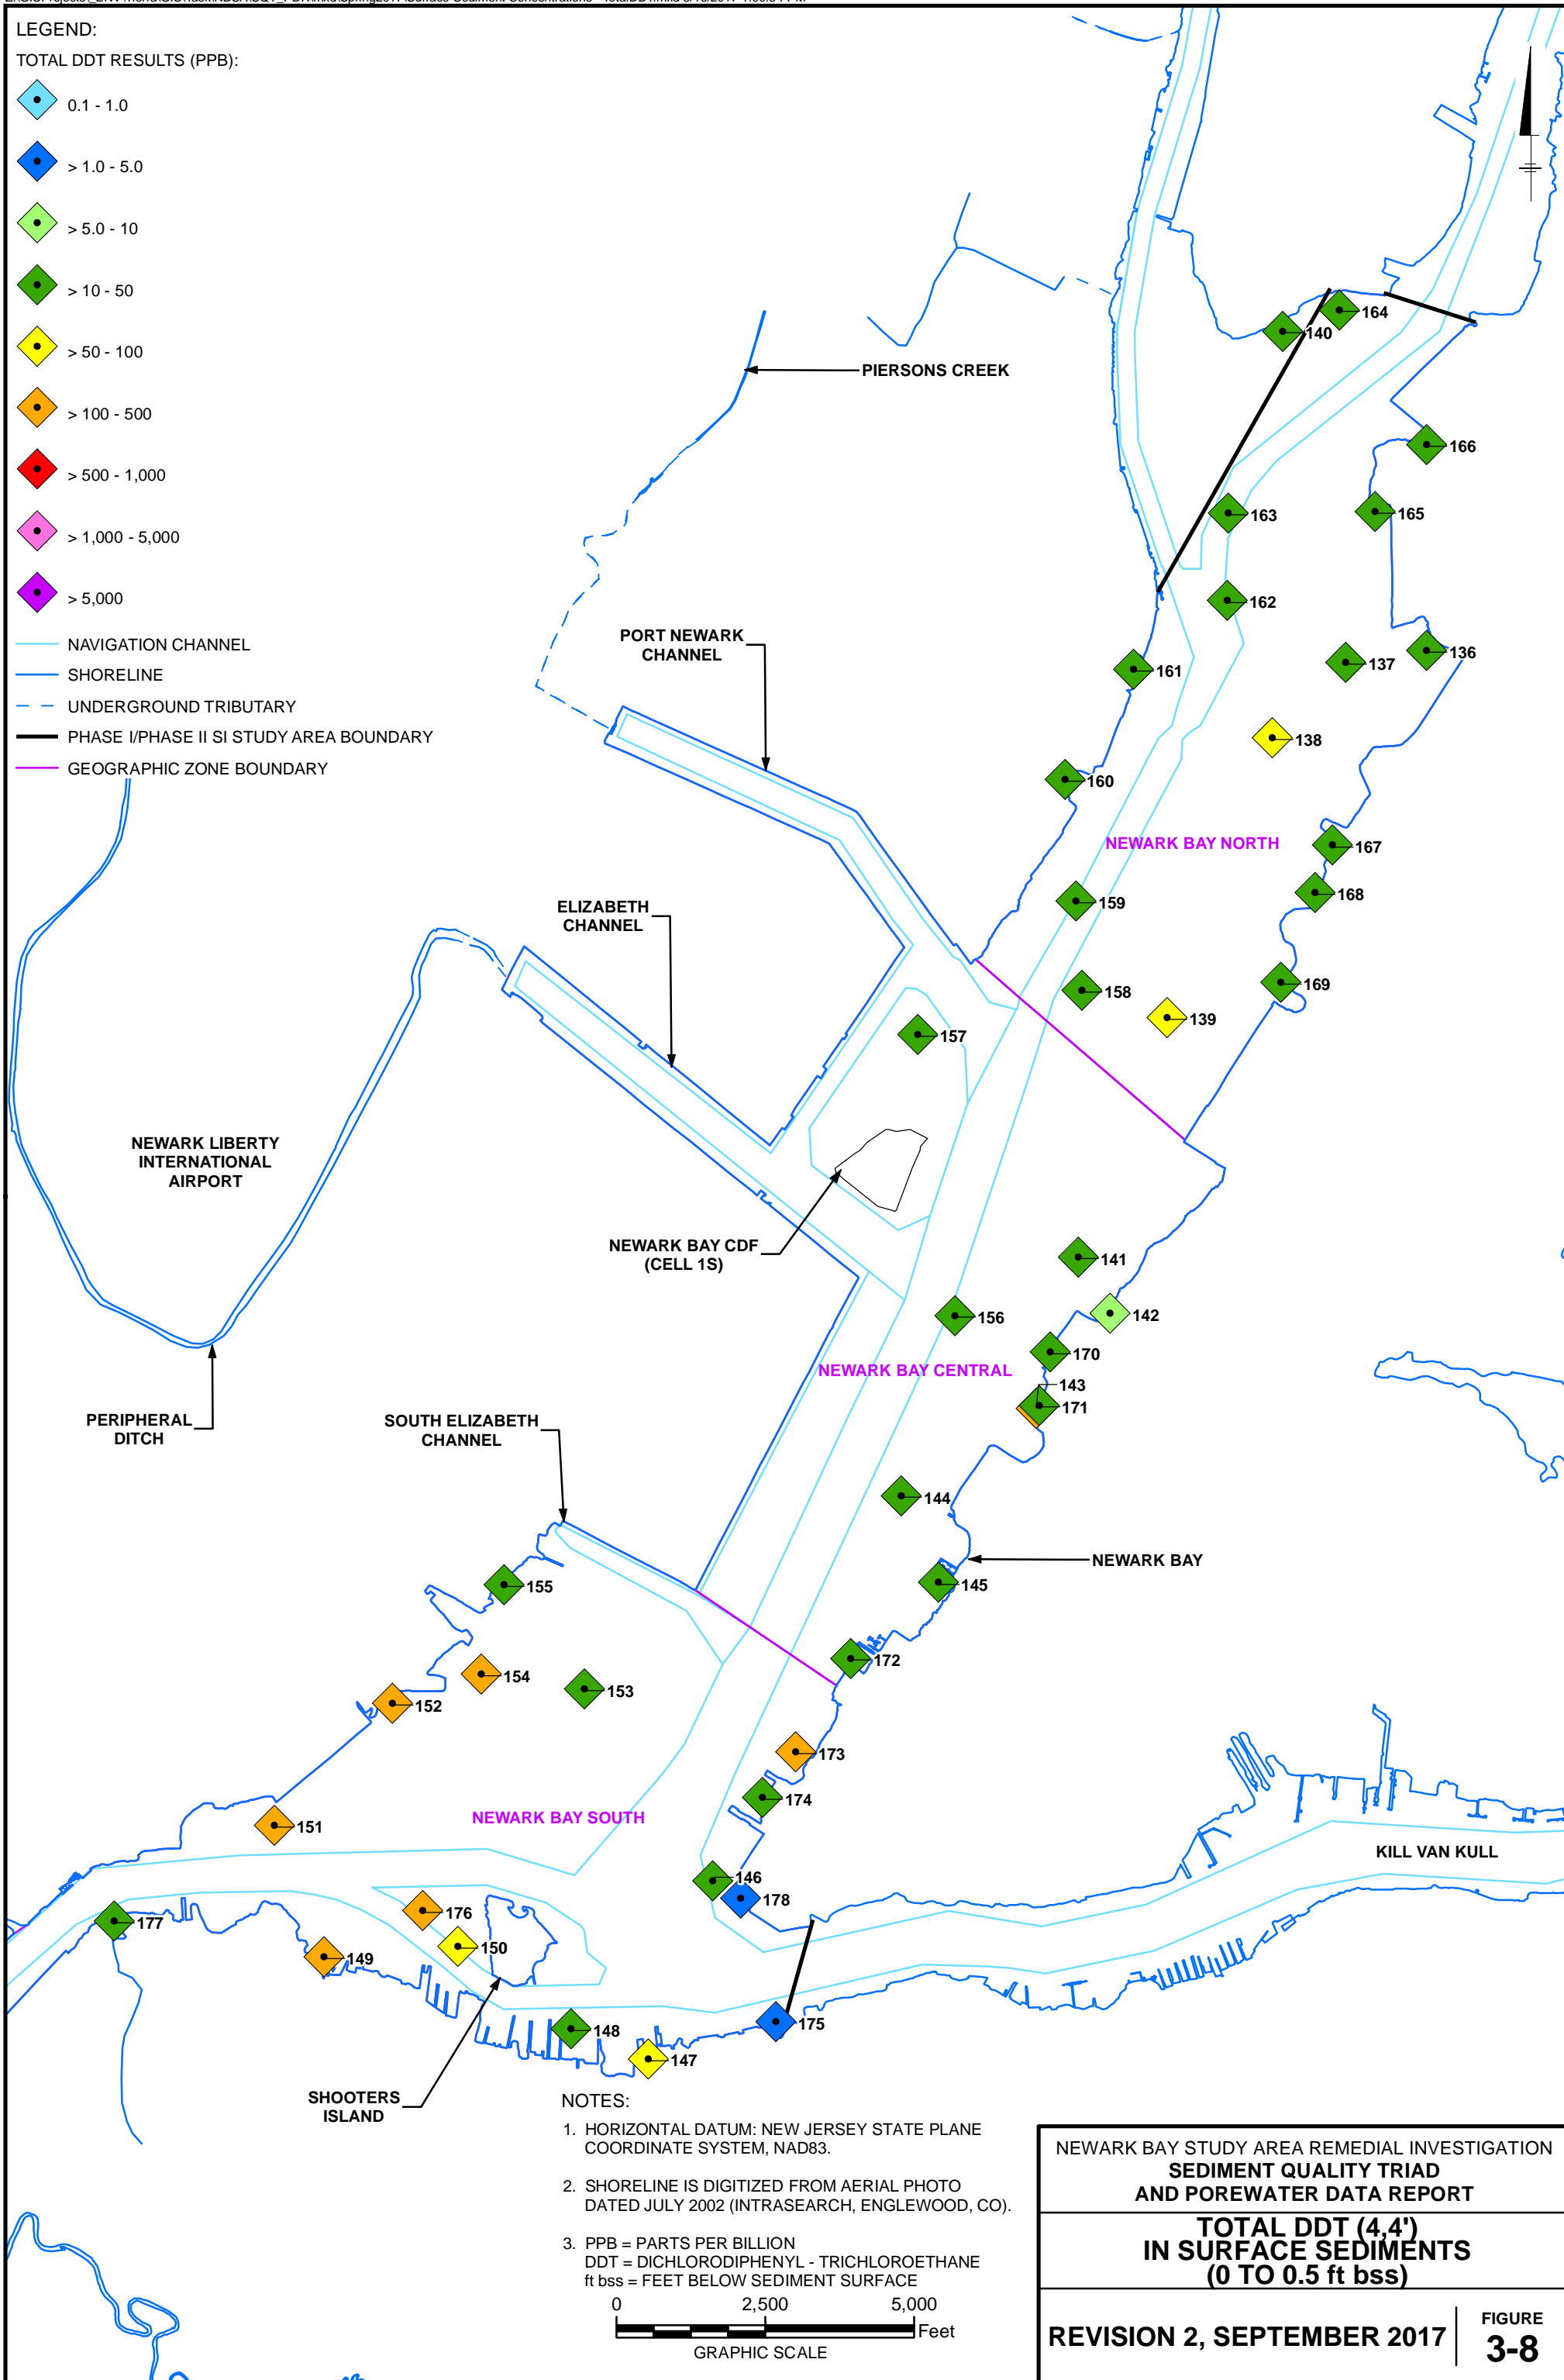 LEGEND:
TOTAL DDT RESULTS (PPB):
0.1 - 1.0
> 1.0 - 5.0
> 5.0 - 10
> 10 - 50
> 50 - 100
> 100 - 500
> 500 - 1,000
> 1,000 - 5,000
> 5,000
NAVIGATION CHANNEL
SHORELINE
UNDERGROUND TRIBUTARY
PHASE I/PHASE II SI STUDY AREA BOUNDARY
GEOGRAPHIC ZONE BOUNDARY
164
140
PIERSONS CREEK
166
165
163
162
PORT NEWARK
CHANNEL
136
137
161
138
160
NEWARK BAY NORTH
167
168
159
ELIZABETH
CHANNEL
169
158
139
157
NEWARK LIBERTY
INTERNATIONAL
AIRPORT
NEWARK BAY CDF
(CELL 1S)
141
142
156
170
NEWARK BAY CENTRAL
143
171
PERIPHERAL
DITCH
SOUTH ELIZABETH
CHANNEL
144
NEWARK BAY
145
155
172
154
153
152
173
174
NEWARK BAY SOUTH
151
KILL VAN KULL
146
178
176
177
150
149
175
148
147
SHOOTERS
ISLAND
NOTES:
1. HORIZONTAL DATUM: NEW JERSEY STATE PLANE
COORDINATE SYSTEM, NAD83.
2. SHORELINE IS DIGITIZED FROM AERIAL PHOTO
DATED JULY 2002 (INTRASEARCH, ENGLEWOOD, CO).
3. PPB = PARTS PER BILLION
DDT = DICHLORODIPHENYL - TRICHLOROETHANE
ft bss = FEET BELOW SEDIMENT SURFACE
0 2,500 5,000
Feet
GRAPHIC SCALE
NEWARK BAY STUDY AREA REMEDIAL INVESTIGATION
SEDIMENT QUALITY TRIAD
AND POREWATER DATA REPORT
TOTAL DDT (4,4')
IN SURFACE SEDIMENTS
(0 TO 0.5 ft bss)
REVISION 2, SEPTEMBER 2017
FIGURE
3-8